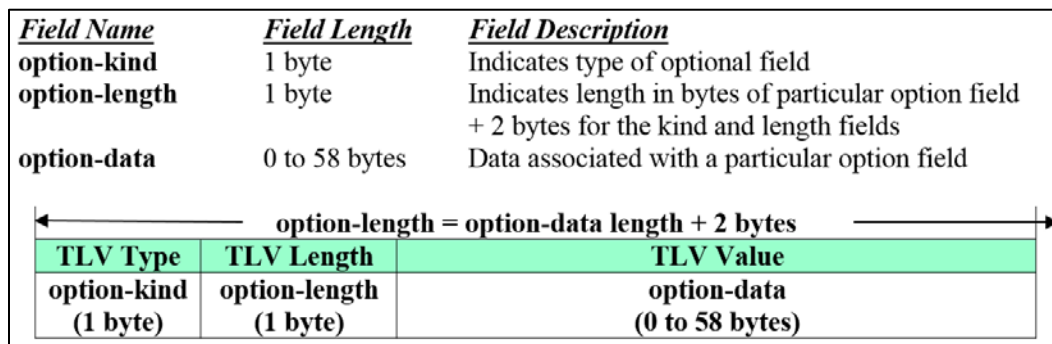 Field Name Field Length Field Description
option-kind 1 byte Indicates type of optional field
option-length 1 byte Indicates length in bytes of particular option field
+ 2 bytes for the kind and length fields
option-data 0 to 58 bytes Data associated with a particular option field
option-length = option-data length + 2 bytes
TLV Type TLV Length TLV Value
option-kind option-length option-data
(1 byte) (1 byte) (0 to 58 bytes)